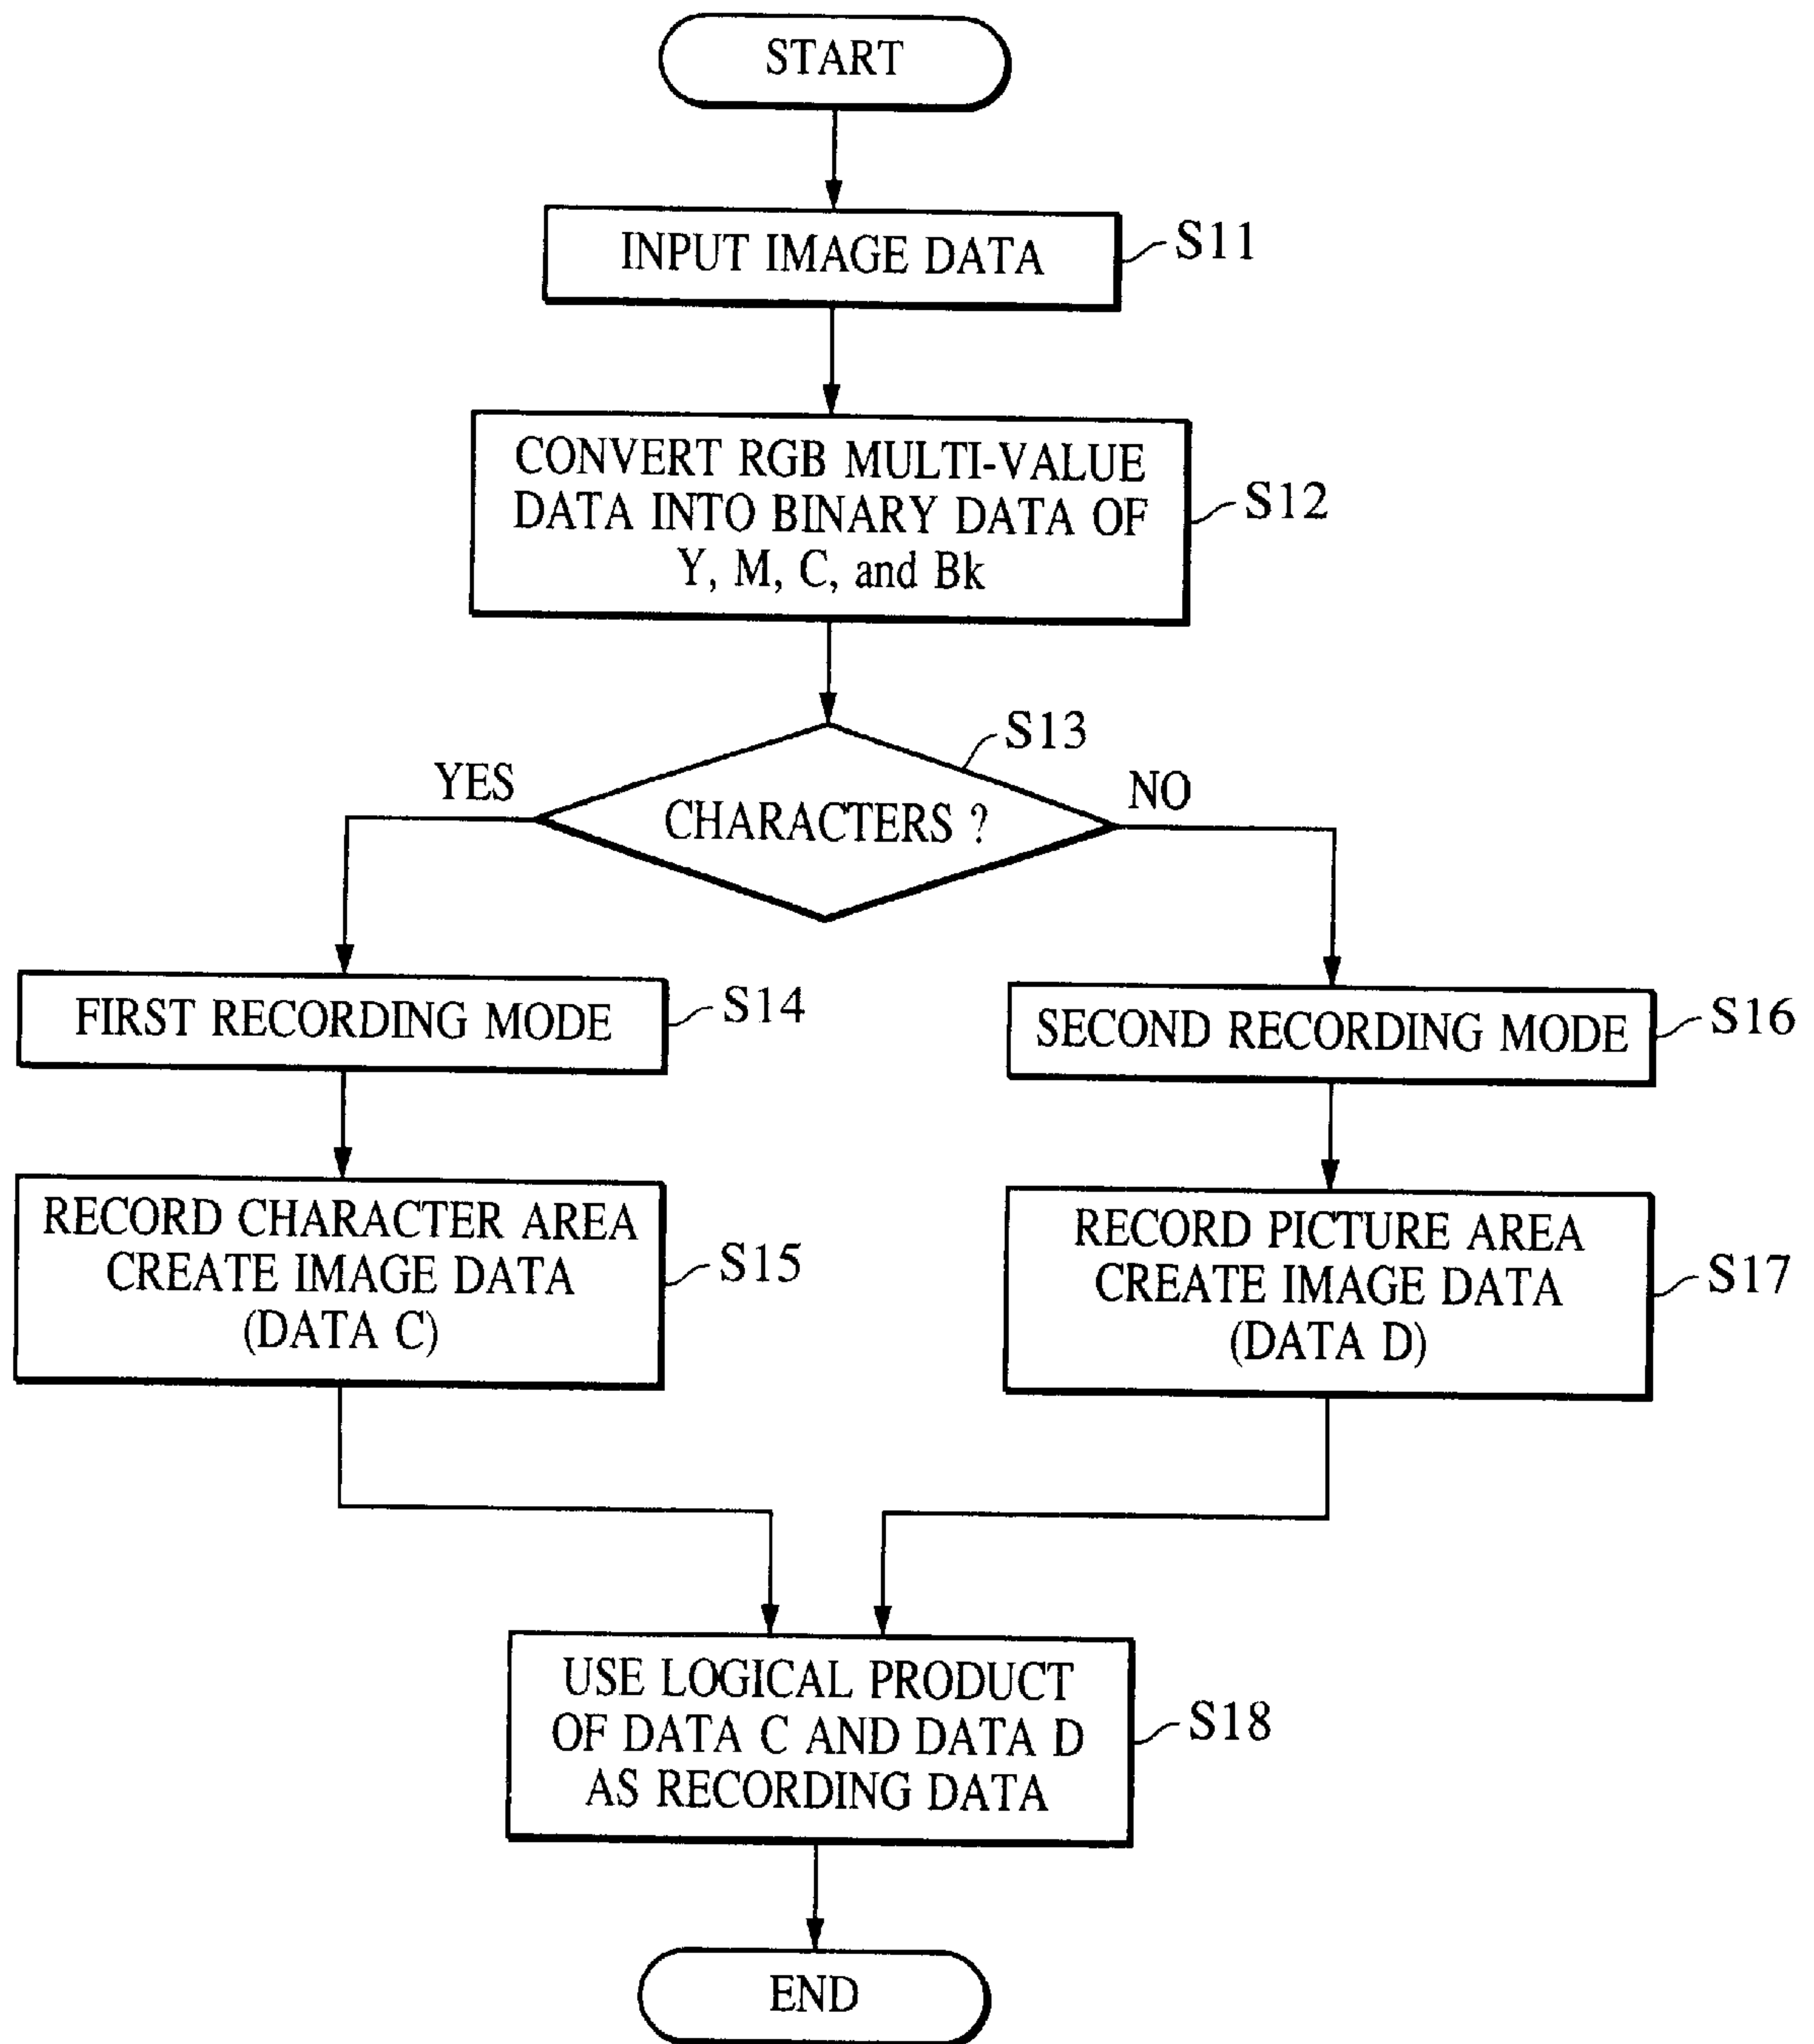 START
INPUT IMAGE DATA
S11
CONVERT RGB MULTI-VALUE
DATA INTO BINARY DATA OF
Y, M, C, and Bk
S12
S13
YES
CHARACTERS ?
NO
FIRST RECORDING MODE
S14
SECOND RECORDING MODE
S16
RECORD CHARACTER AREA
CREATE IMAGE DATA
(DATA C)
S15
RECORD PICTURE AREA
CREATE IMAGE DATA
(DATA D)
S17
USE LOGICAL PRODUCT
OF DATA C AND DATA D
AS RECORDING DATA
S18
END